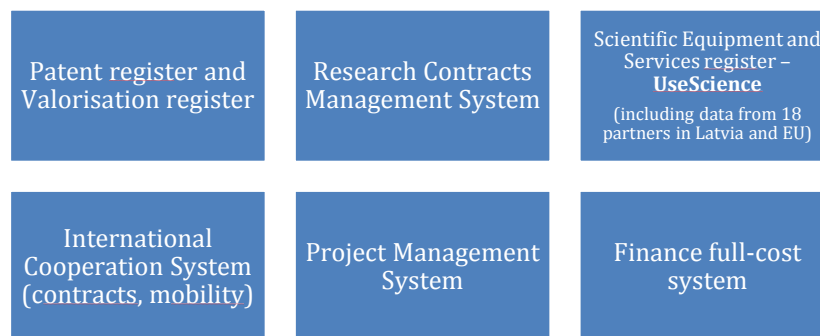 Patent register and
Valorisation register
Research Contracts
Management System
Scientific Equipment and
Services register –
UseScience
(including data from 18
partners in Latvia and EU)
International
Cooperation System
(contracts, mobility)
Project Management
System
Finance full-cost
system